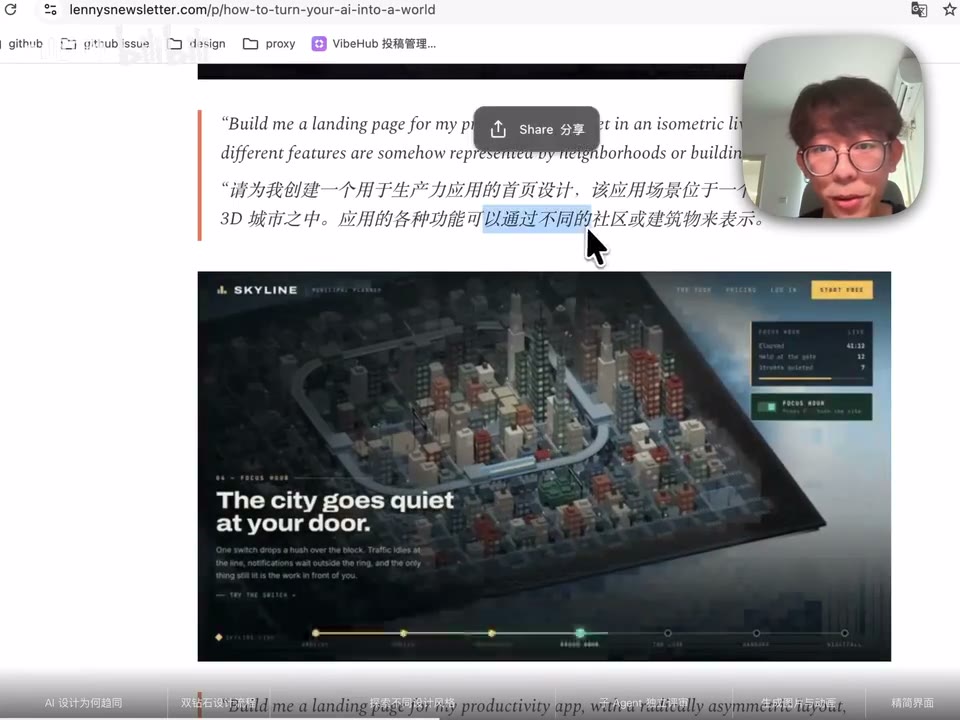 lennysnewsletter.com/p/how-to-turn-your-ai-into-a-world
github
github issue
design
proxy
VibeHub 投稿管理...
Share 分享
“Build me a landing page for my pr
et in an isometric liv
different features are somehow represented by neighborhoods or buildin
“请为我创建一个用于生产力应用的首页设计，该应用场景位于一个
3D 城市之中。应用的各种功能可以通过不同的社区或建筑物来表示。
SKYLINE
MUNICIPAL PLANNER
PRICING
LOG IN
START FREE
FOCUS HOUR
LIVE
Elapsed
41:12
Held at the gate
12
Streets quieted
7
FOCUS HOUR
04 — FOCUS HOUR
The city goes quiet
at your door.
One switch drops a hush over the block. Traffic idles at
the line, notifications wait outside the ring, and the only
thing still lit is the work in front of you.
TRY THE SWITCH
SKYLINE LINE
“Build me a landing page for my productivity app, with a radically asymmetric layout,
AI 设计为何趋同
双钻石设计流程
探索不同设计风格
子 Agent 独立评审
生成图片与动画
精简界面